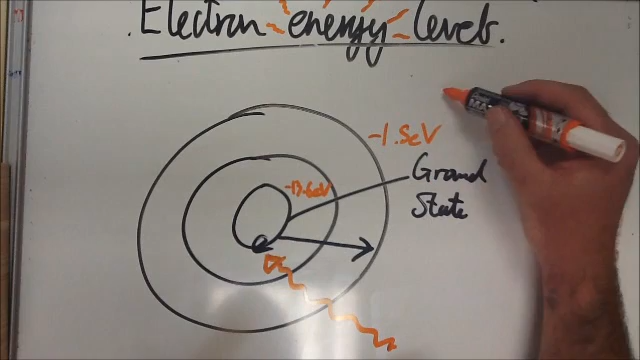 Electron energy levels.
-1.5eV
-13.6eV
Ground
State